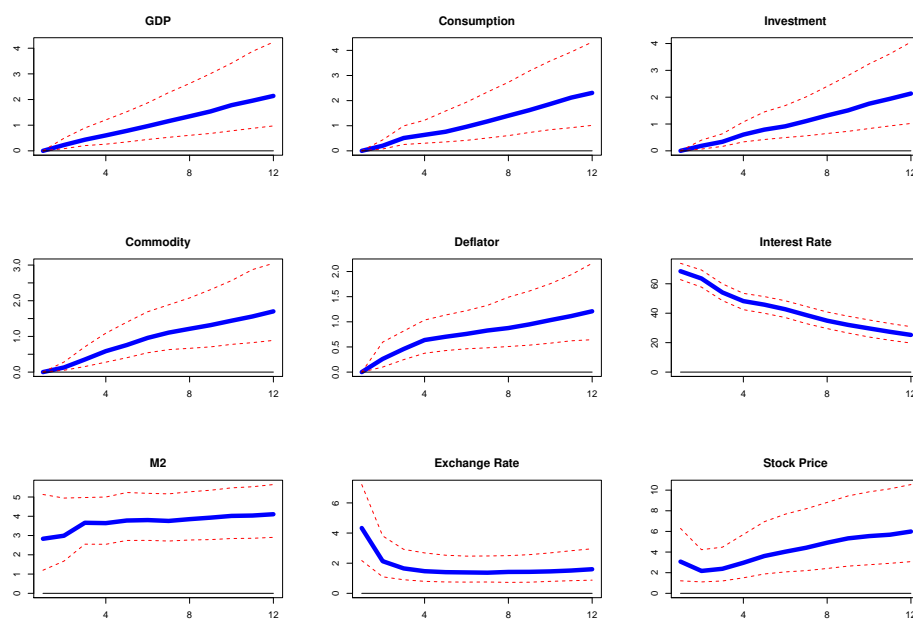 GDP
Consumption
Investment
0 1 2 3 4
4 8 12
0 1 2 3 4
4 8 12
0 1 2 3 4
4 8 12
Commodity
Deflator
Interest Rate
0.0 1.0 2.0 3.0
4 8 12
0.0 0.5 1.0 1.5 2.0
4 8 12
0 20 40 60
4 8 12
M2
Exchange Rate
Stock Price
0 1 2 3 4 5
4 8 12
0 2 4 6
4 8 12
0 2 4 6 8 10
4 8 12